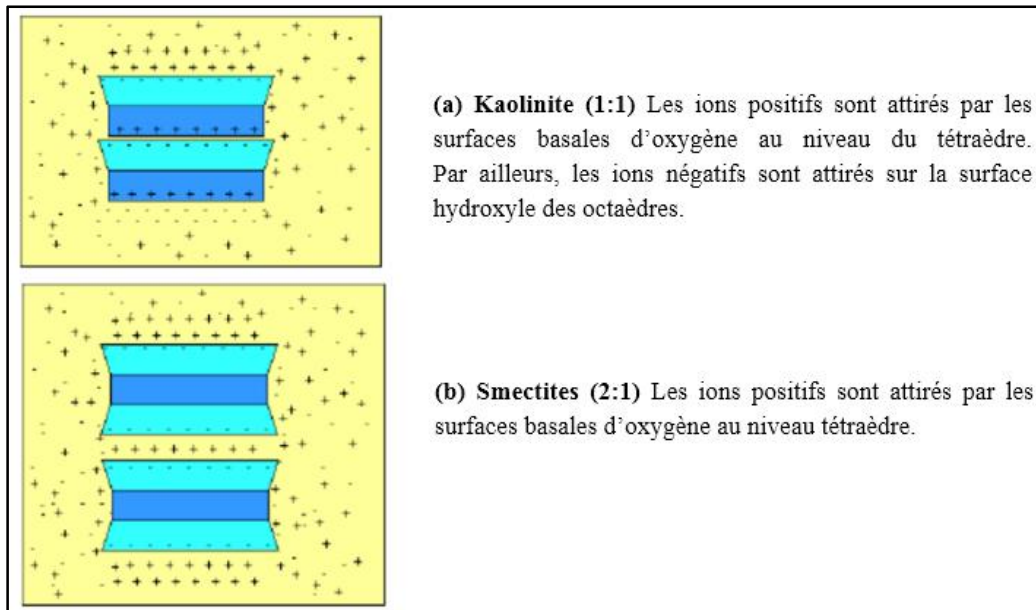 (a) Kaolinite (1:1) Les ions positifs sont attirés par les
surfaces basales d’oxygène au niveau du tétraèdre.
Par ailleurs, les ions négatifs sont attirés sur la surface
hydroxyle des octaèdres.
(b) Smectites (2:1) Les ions positifs sont attirés par les
surfaces basales d’oxygène au niveau tétraèdre.